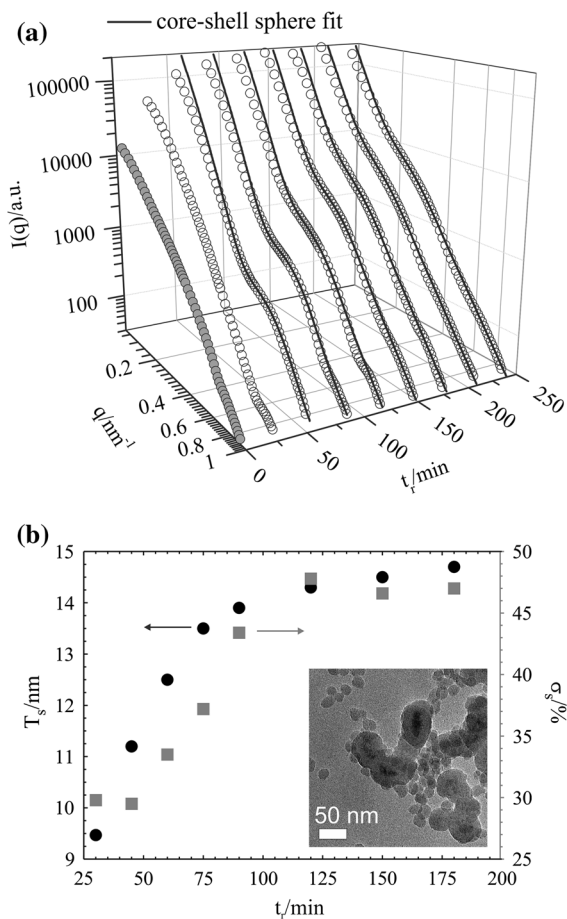 (a) core-shell sphere fit
100000
10000
1000
100
I(q)/a.u.
0.2
0.4
0.6
0.8
1
q/nm⁻¹
0
50
100
150
200
250
tᵣ/min
(b)
15
14
13
12
11
10
9
Tₛ/nm
50
45
40
35
30
25
σₛ/%
50 nm
25 50 75 100 125 150 175 200
tᵣ/min